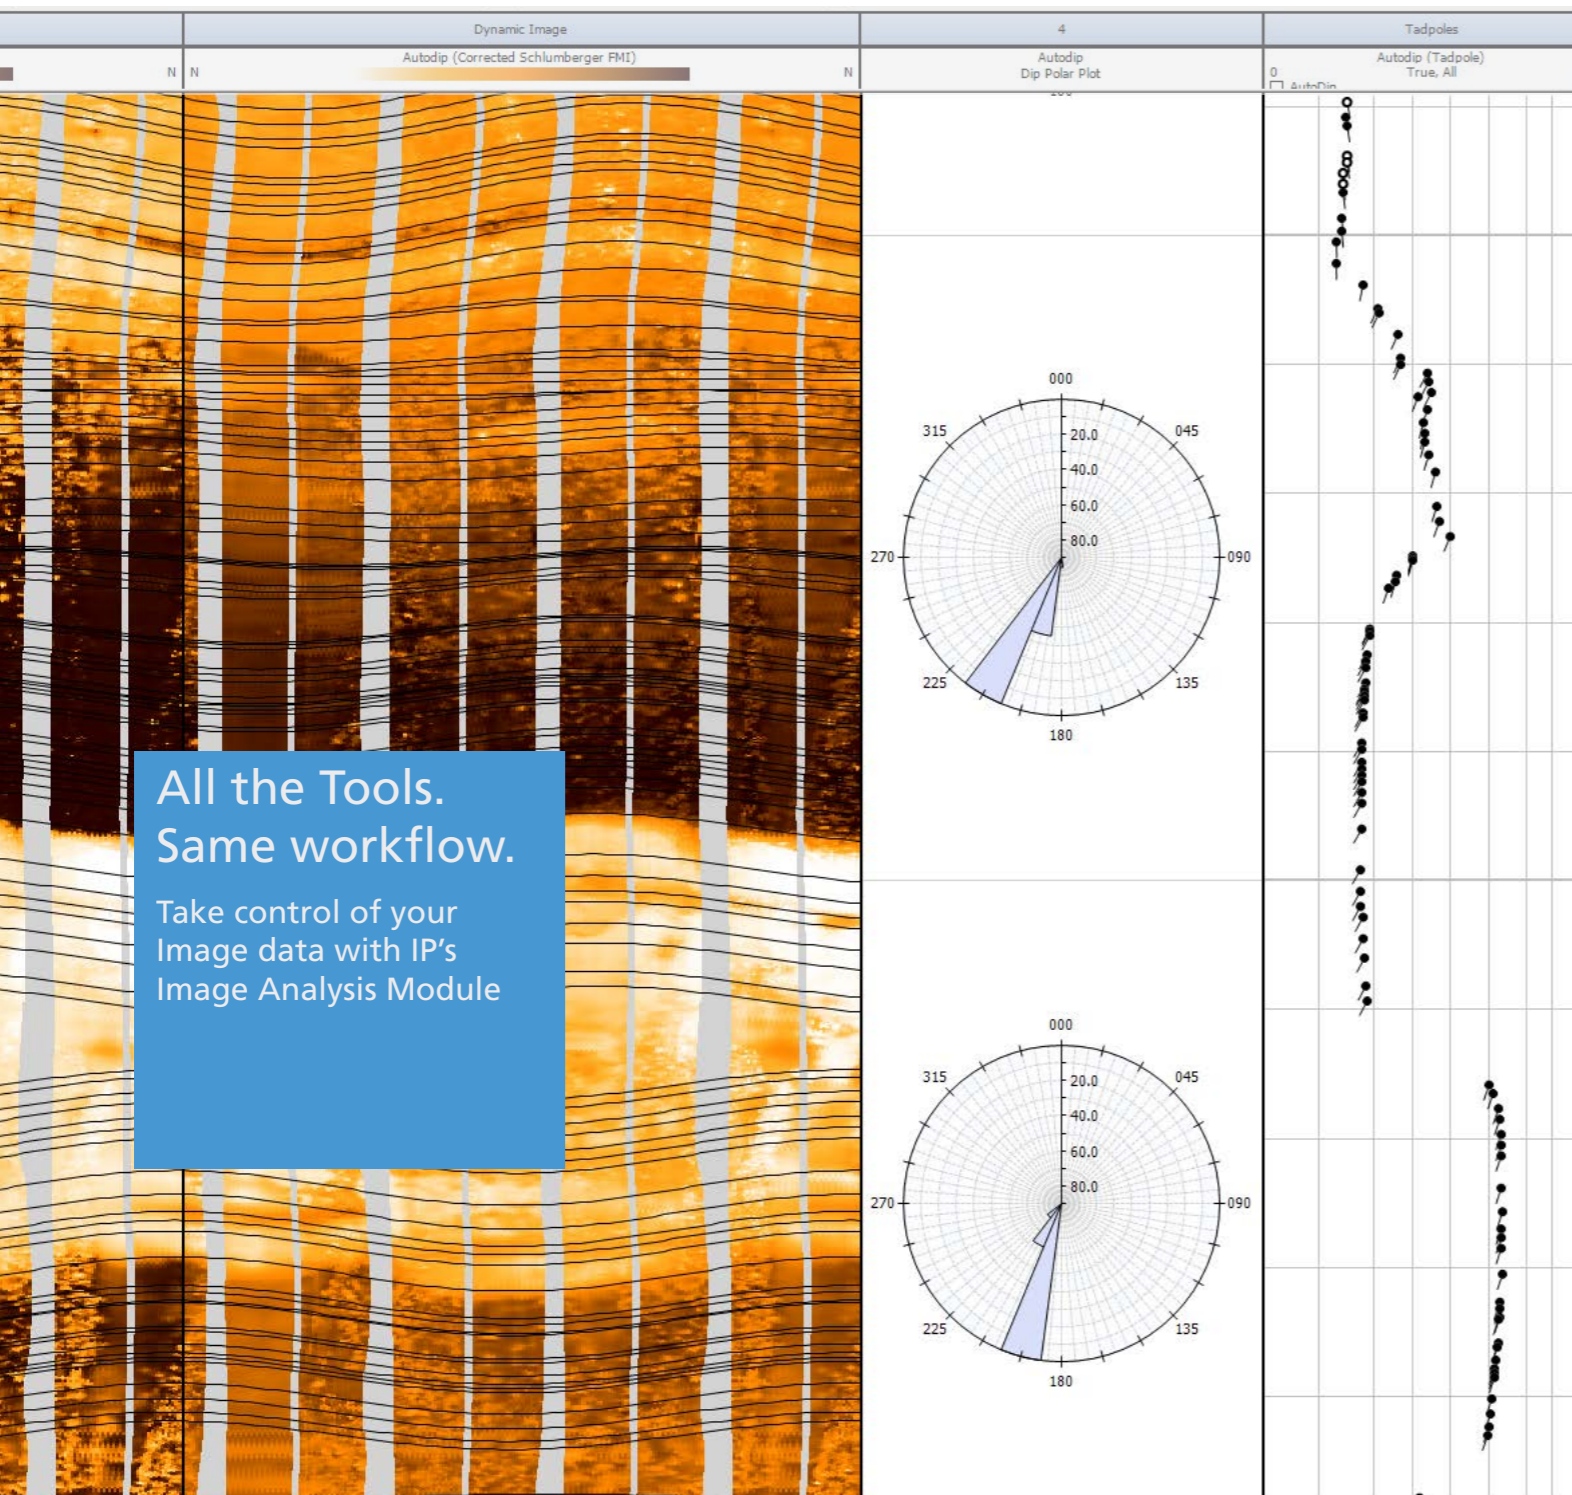 Dynamic Image
4
Tadpoles
Autodip (Corrected Schlumberger FMI)
Autodip
Autodip (Tadpole)
N N
N
Dip Polar Plot
0
True, All
AutoDip
000
315
045
20.0
40.0
60.0
80.0
270
090
225
135
180
All the Tools.
Same workflow.
Take control of your
Image data with IP’s
Image Analysis Module
000
315
045
20.0
40.0
60.0
80.0
270
090
225
135
180